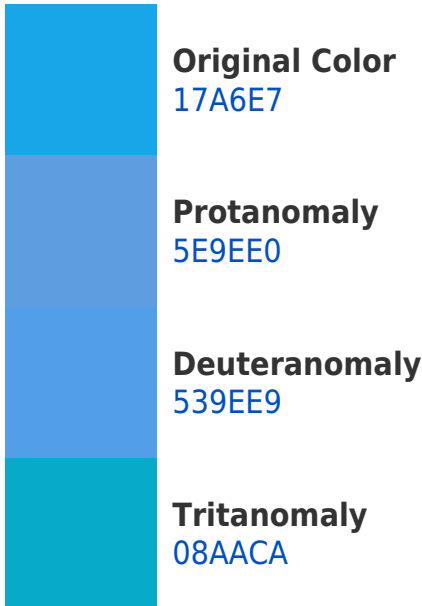 Original Color
17A6E7
Protanomaly
5E9EE0
Deuteranomaly
539EE9
Tritanomaly
08AACA